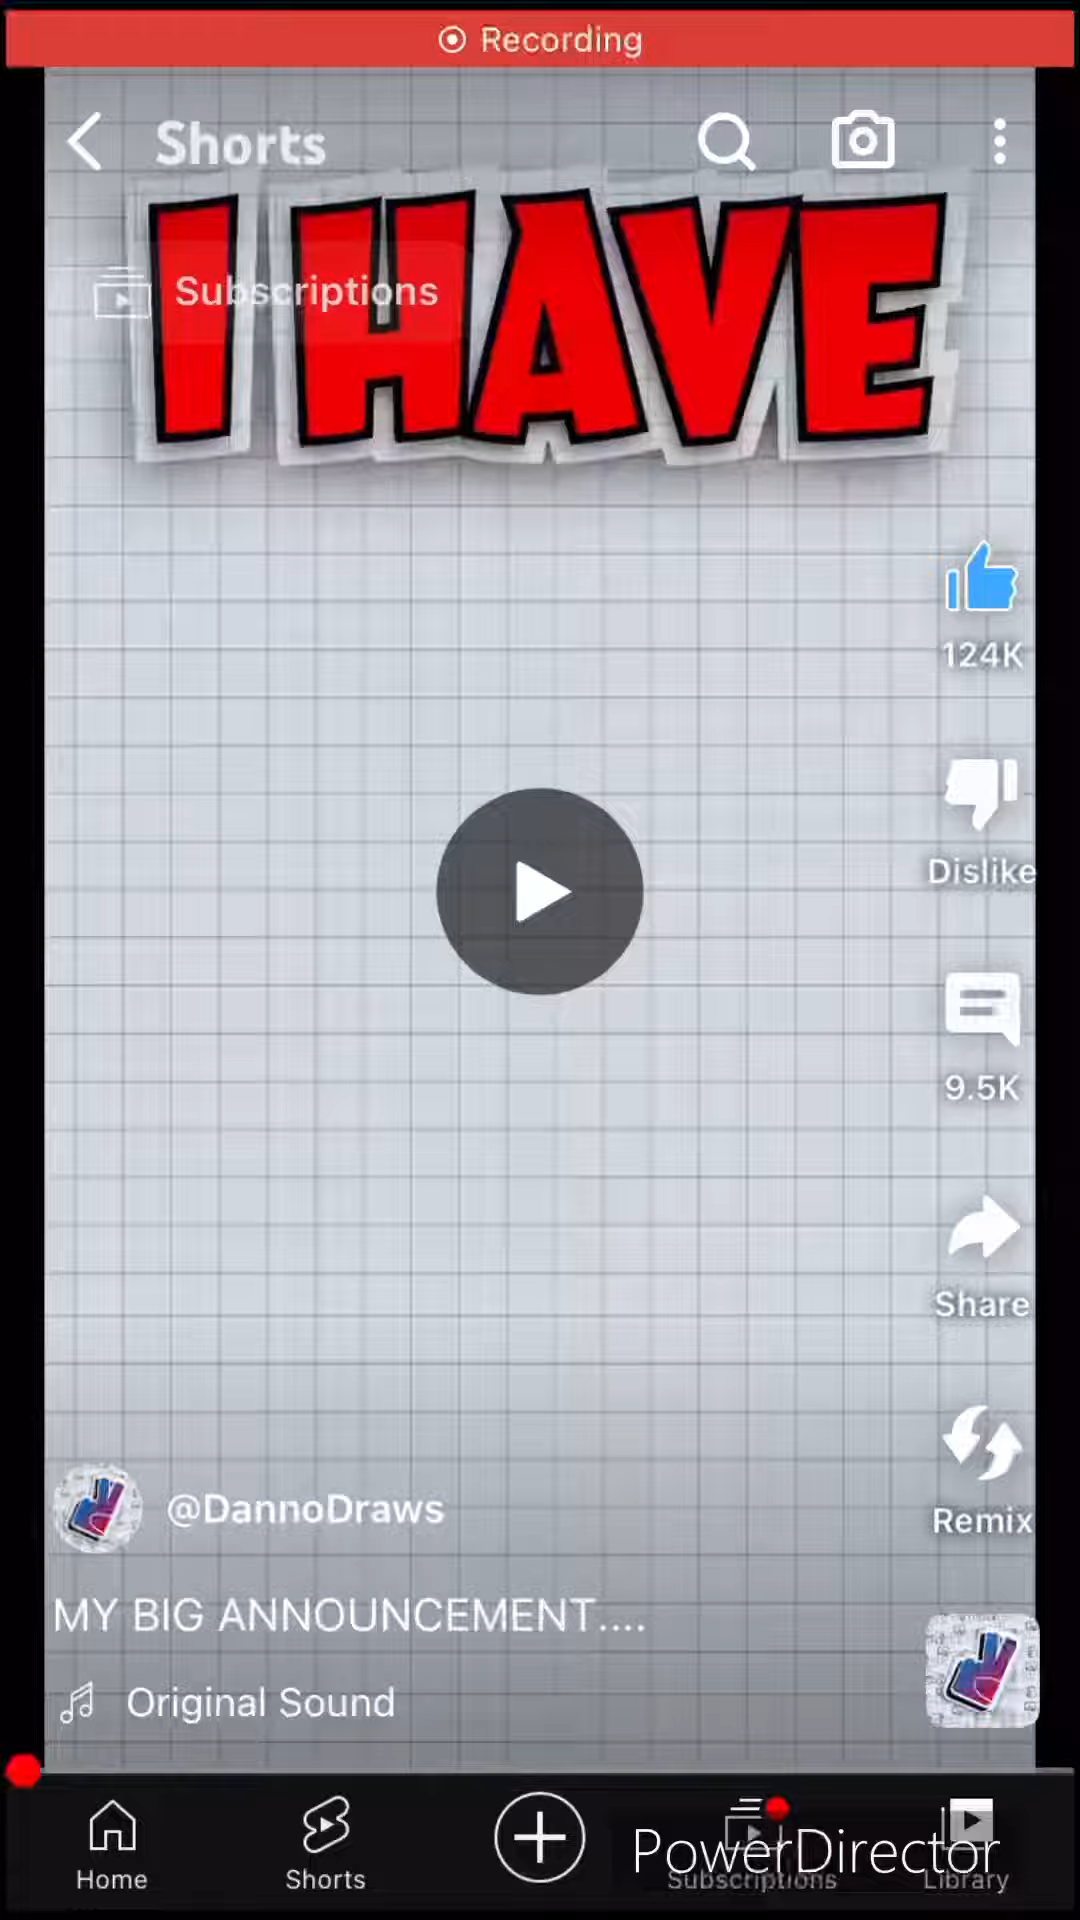 Recording
Shorts
I HAVE
Subscriptions
124K
Dislike
9.5K
Share
Remix
@DannoDraws
MY BIG ANNOUNCEMENT....
Original Sound
Home
Shorts
Subscriptions
Library
PowerDirector